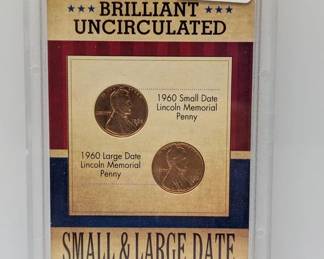 BRILLIANT
UNCIRCULATED
1960 Small Date
Lincoln Memorial
Penny
1960 Large Date
Lincoln Memorial
Penny
SMALL & LARGE DATE